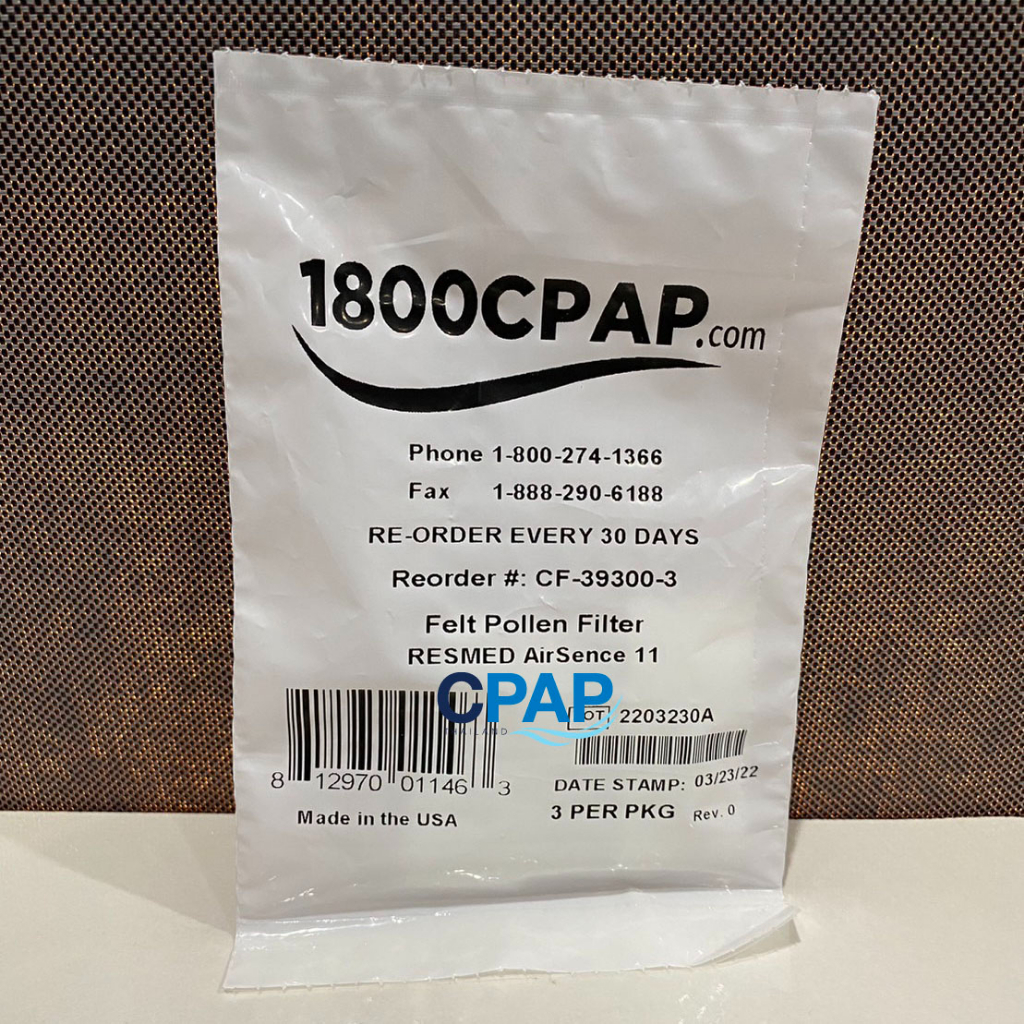 1800CPAP.com
Phone 1-800-274-1366
Fax 1-888-290-6188
RE-ORDER EVERY 30 DAYS
Reorder #: CF-39300-3
Felt Pollen Filter
RESMED AirSence 11
CPAP
THAILAND
LOT 2203230A
8 12970 01146 3
DATE STAMP: 03/23/22
Made in the USA
3 PER PKG Rev. 0